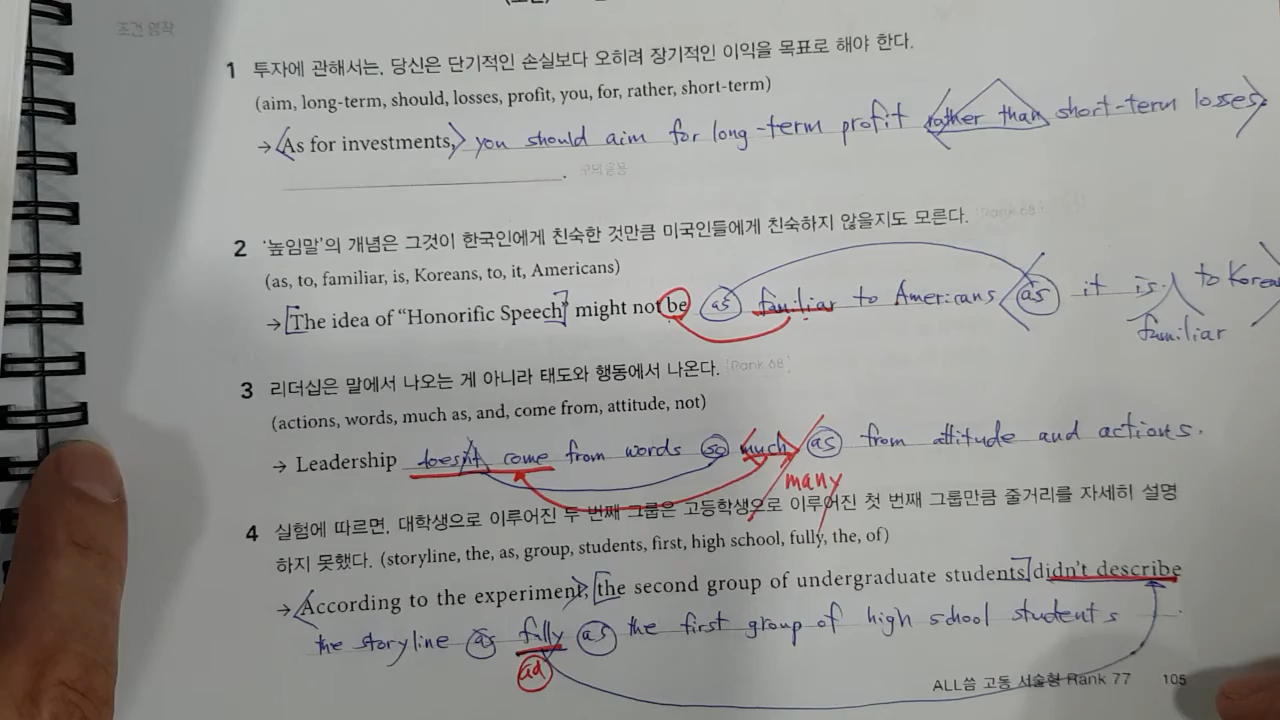 조건 영작
1 투자에 관해서는, 당신은 단기적인 손실보다 오히려 장기적인 이익을 목표로 해야 한다.
(aim, long-term, should, losses, profit, you, for, rather, short-term)
→ As for investments, you should aim for long-term profit rather than short-term losses
.
2 ‘높임말’의 개념은 그것이 한국인에게 친숙한 것만큼 미국인들에게 친숙하지 않을지도 모른다. [Rank 68]
(as, to, familiar, is, Koreans, to, it, Americans)
→ The idea of “Honorific Speech” might not be as familiar to Americans as it is to Korea
familiar
3 리더십은 말에서 나오는 게 아니라 태도와 행동에서 나온다. [Rank 68]
(actions, words, much as, and, come from, attitude, not)
→ Leadership doesn't come from words so much as from attitude and actions.
many
4 실험에 따르면, 대학생으로 이루어진 두 번째 그룹은 고등학생으로 이루어진 첫 번째 그룹만큼 줄거리를 자세히 설명
하지 못했다. (storyline, the, as, group, students, first, high school, fully, the, of)
→ According to the experiment, the second group of undergraduate students didn't describe
the storyline as fully as the first group of high school students .
ad
ALL씀 고등 서술형 Rank 77 105